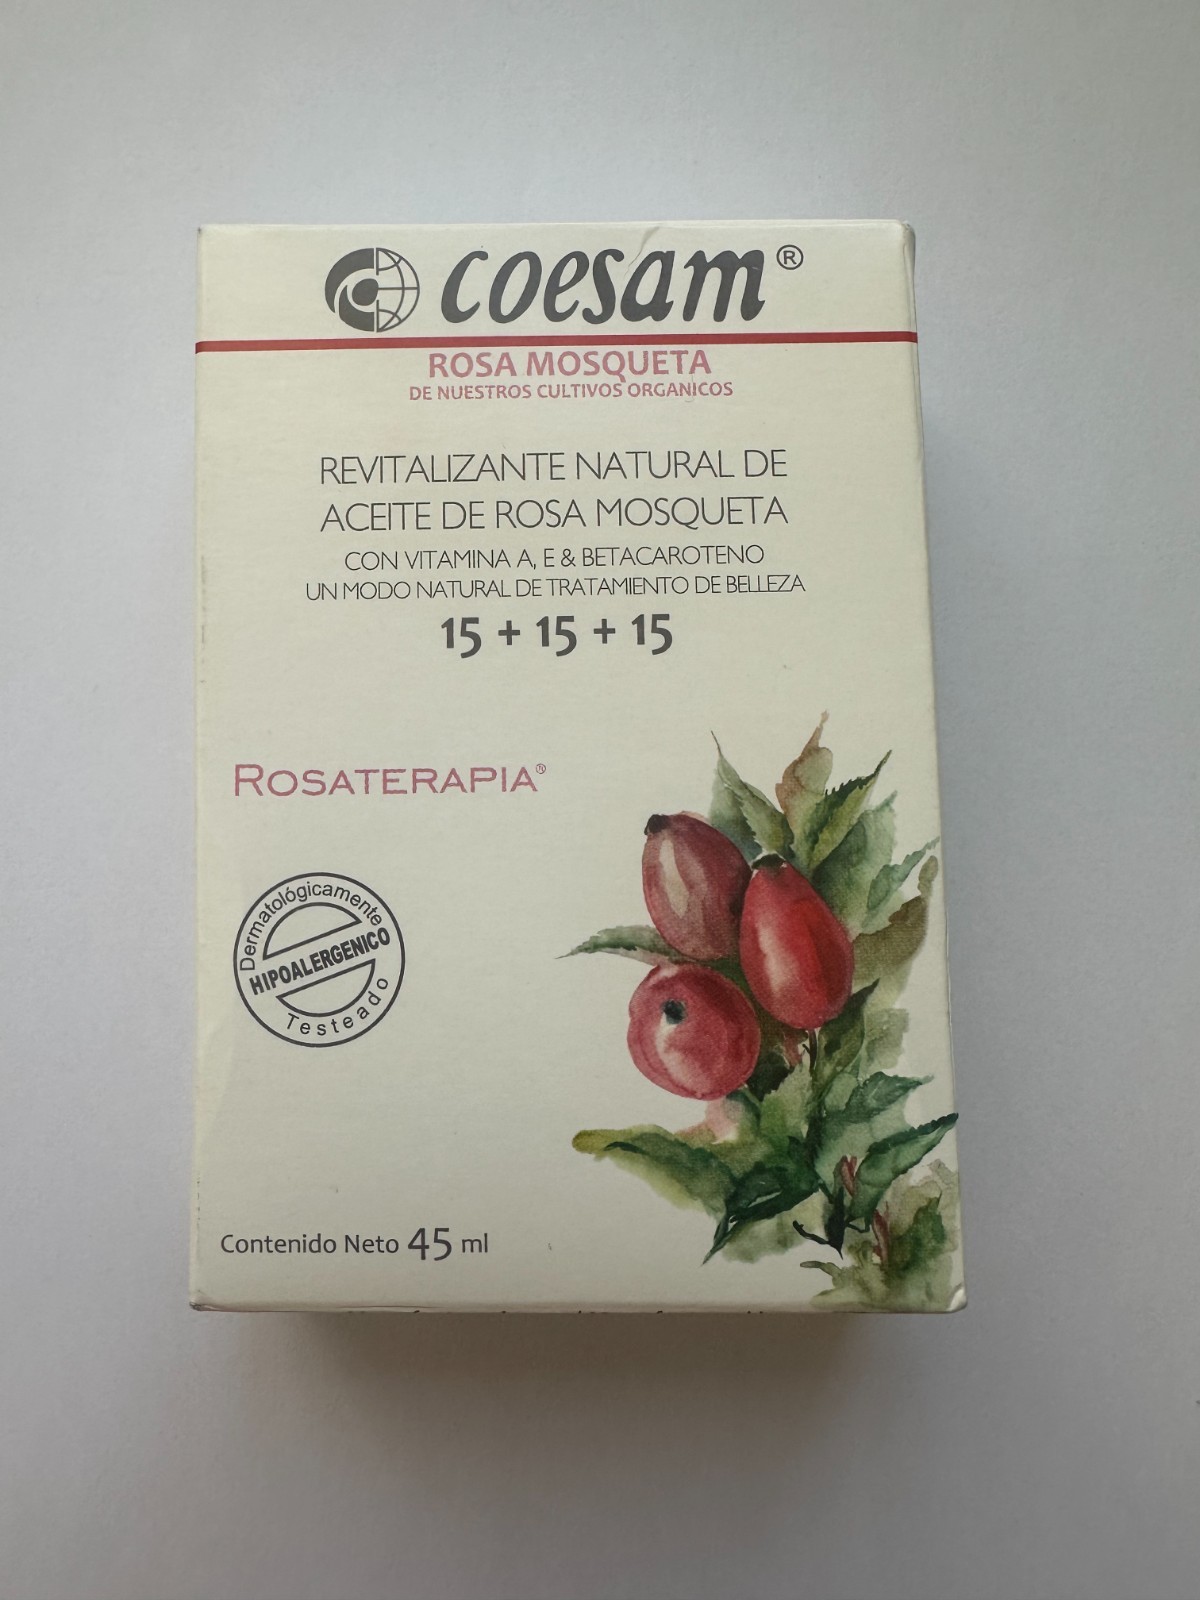 coesam®
ROSA MOSQUETA
DE NUESTROS CULTIVOS ORGANICOS
REVITALIZANTE NATURAL DE
ACEITE DE ROSA MOSQUETA
CON VITAMINA A, E & BETACAROTENO
UN MODO NATURAL DE TRATAMIENTO DE BELLEZA
15 + 15 + 15
ROSATERAPIA®
Dermatológicamente
HIPOALERGENICO
Testeado
Contenido Neto 45 ml